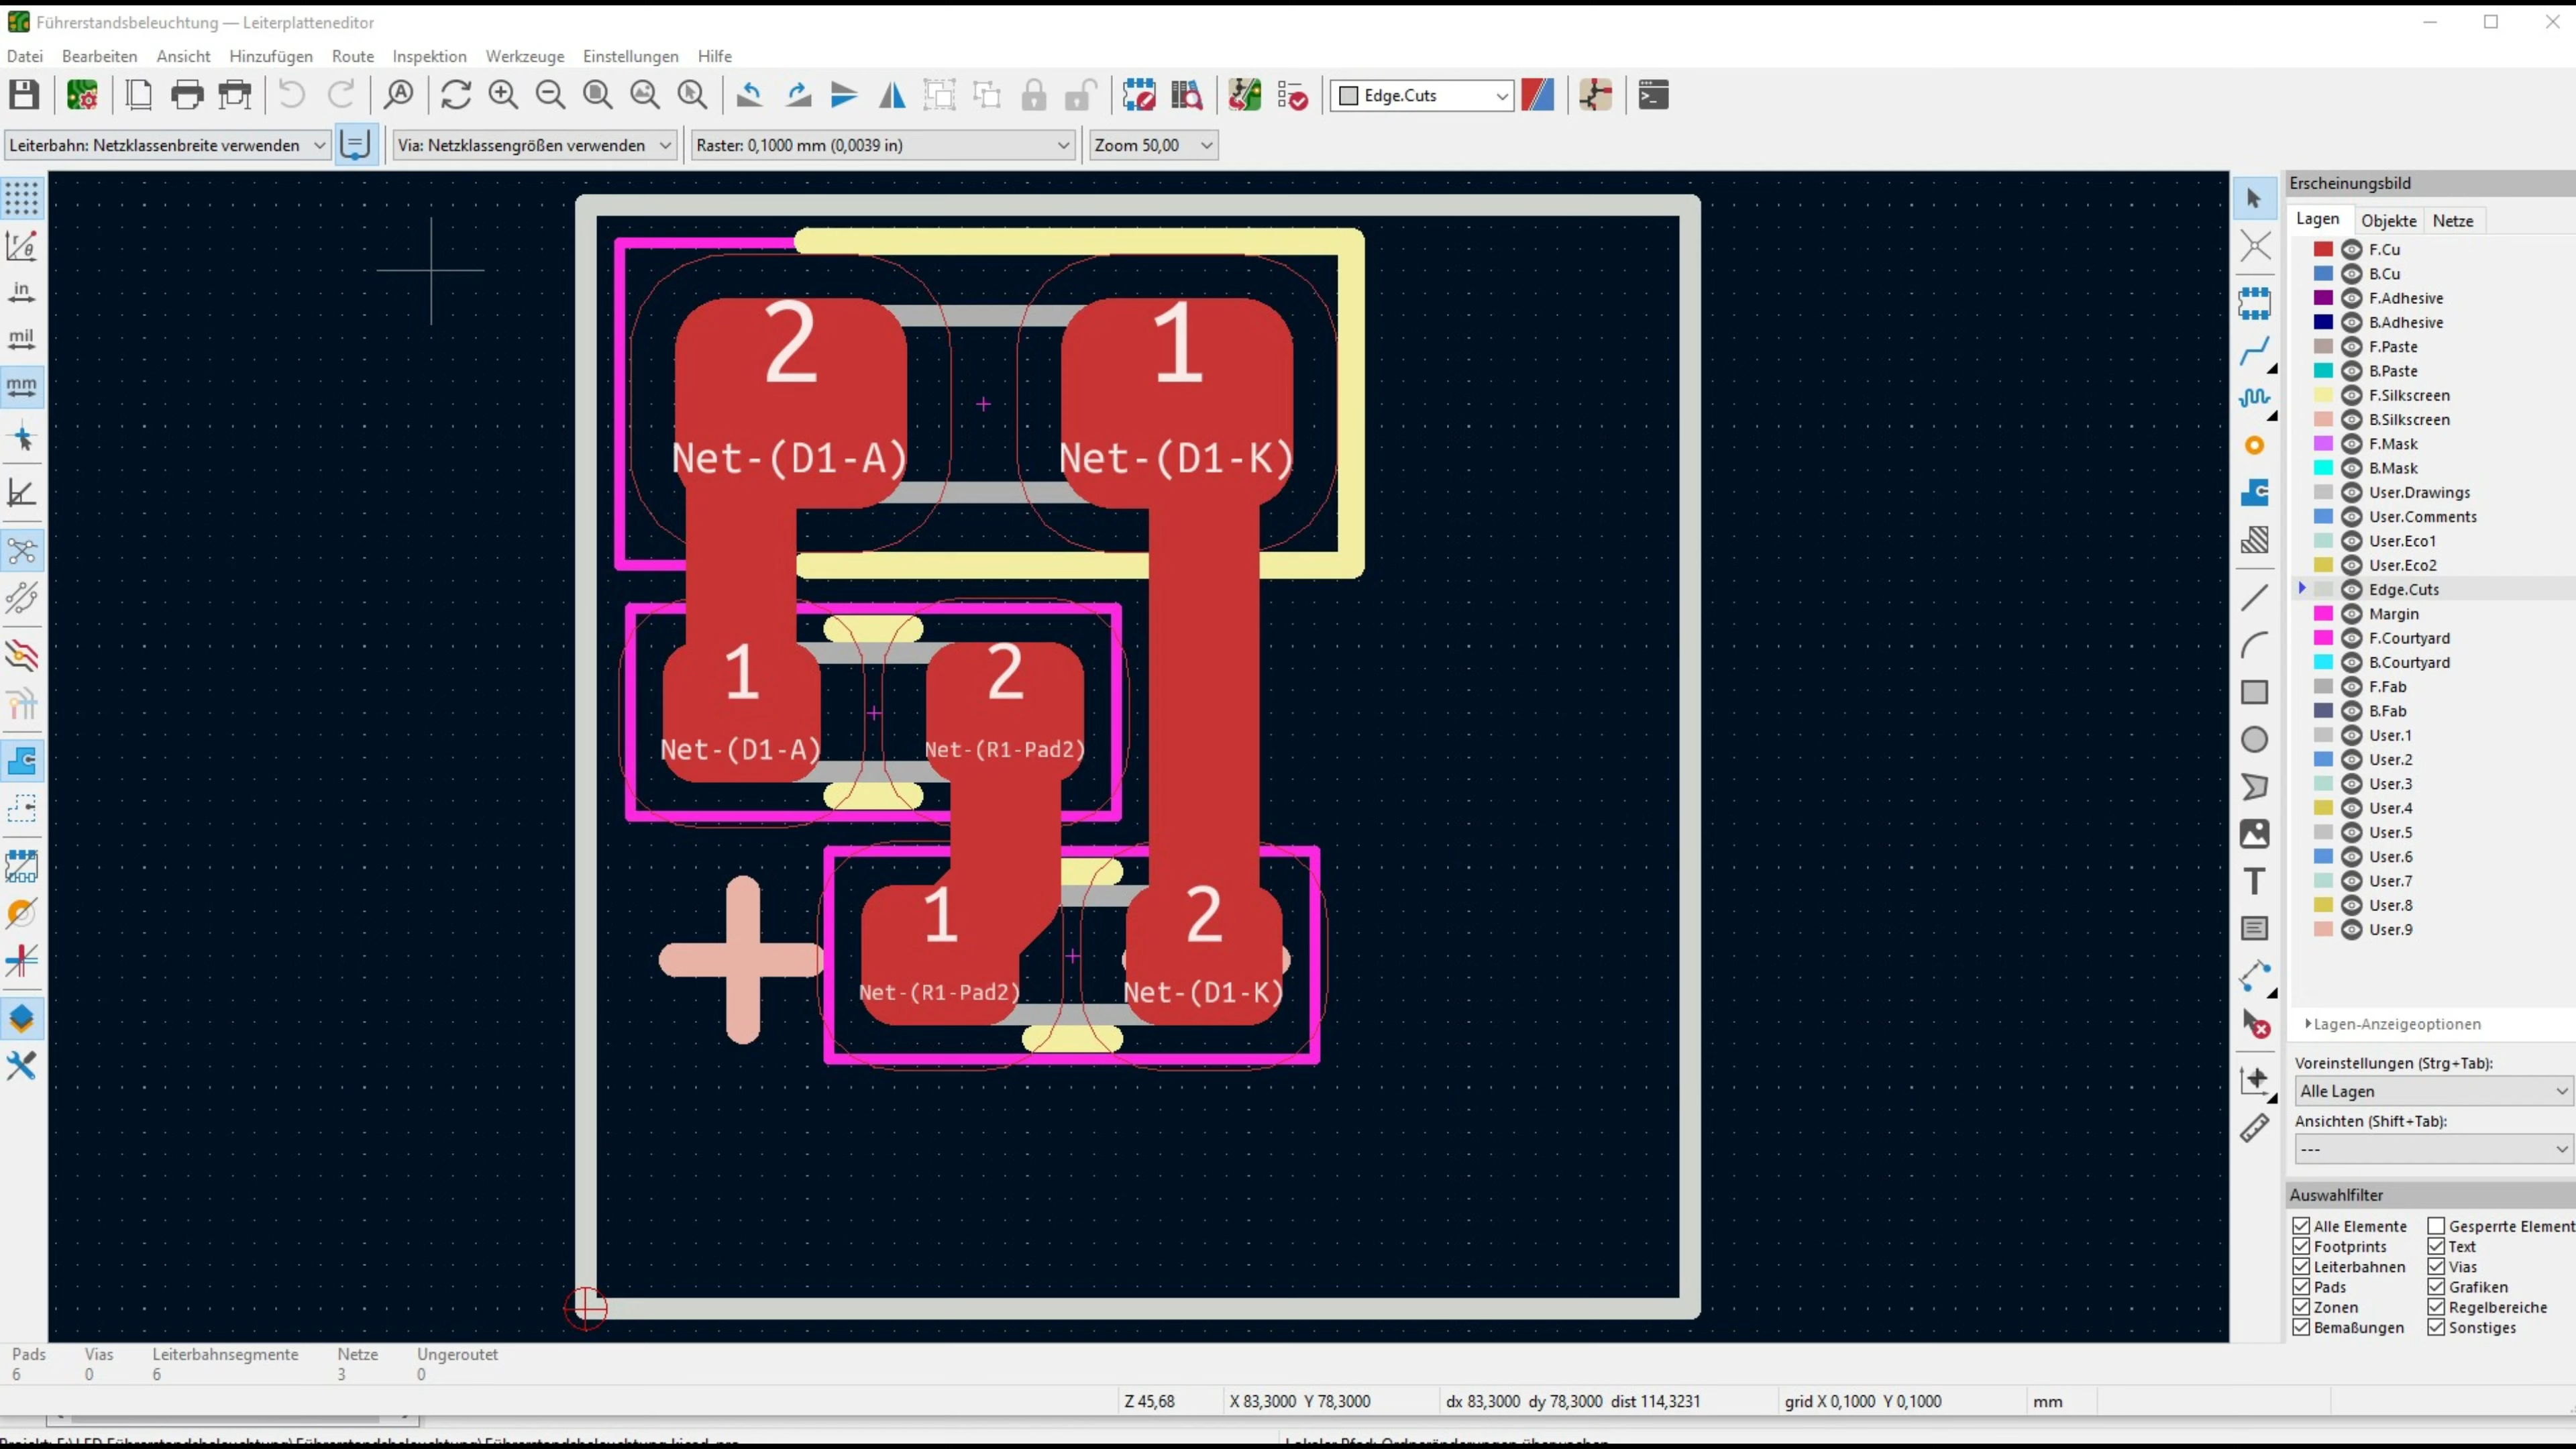 Führerstandsbeleuchtung — Leiterplatteneditor
Datei Bearbeiten Ansicht Hinzufügen Route Inspektion Werkzeuge Einstellungen Hilfe
Edge.Cuts
Leiterbahn: Netzklassenbreite verwenden Via: Netzklassengrößen verwenden Raster: 0,1000 mm (0,0039 in) Zoom 50,00
in
mil
mm
2
Net-(D1-A)
1
Net-(D1-K)
1
Net-(D1-A)
2
Net-(R1-Pad2)
1
Net-(R1-Pad2)
2
Net-(D1-K)
Erscheinungsbild
Lagen Objekte Netze
F.Cu
B.Cu
F.Adhesive
B.Adhesive
F.Paste
B.Paste
F.Silkscreen
B.Silkscreen
F.Mask
B.Mask
User.Drawings
User.Comments
User.Eco1
User.Eco2
Edge.Cuts
Margin
F.Courtyard
B.Courtyard
F.Fab
B.Fab
User.1
User.2
User.3
User.4
User.5
User.6
User.7
User.8
User.9
Lagen-Anzeigeoptionen
Voreinstellungen (Strg+Tab):
Alle Lagen
Ansichten (Shift+Tab):
---
Auswahlfilter
Alle Elemente Gesperrte Element
Footprints Text
Leiterbahnen Vias
Pads Grafiken
Zonen Regelbereiche
Bemaßungen Sonstiges
Pads Vias Leiterbahnsegmente Netze Ungeroutet
6 0 6 3 0
Z 45,68 X 83,3000 Y 78,3000 dx 83,3000 dy 78,3000 dist 114,3231 grid X 0,1000 Y 0,1000 mm